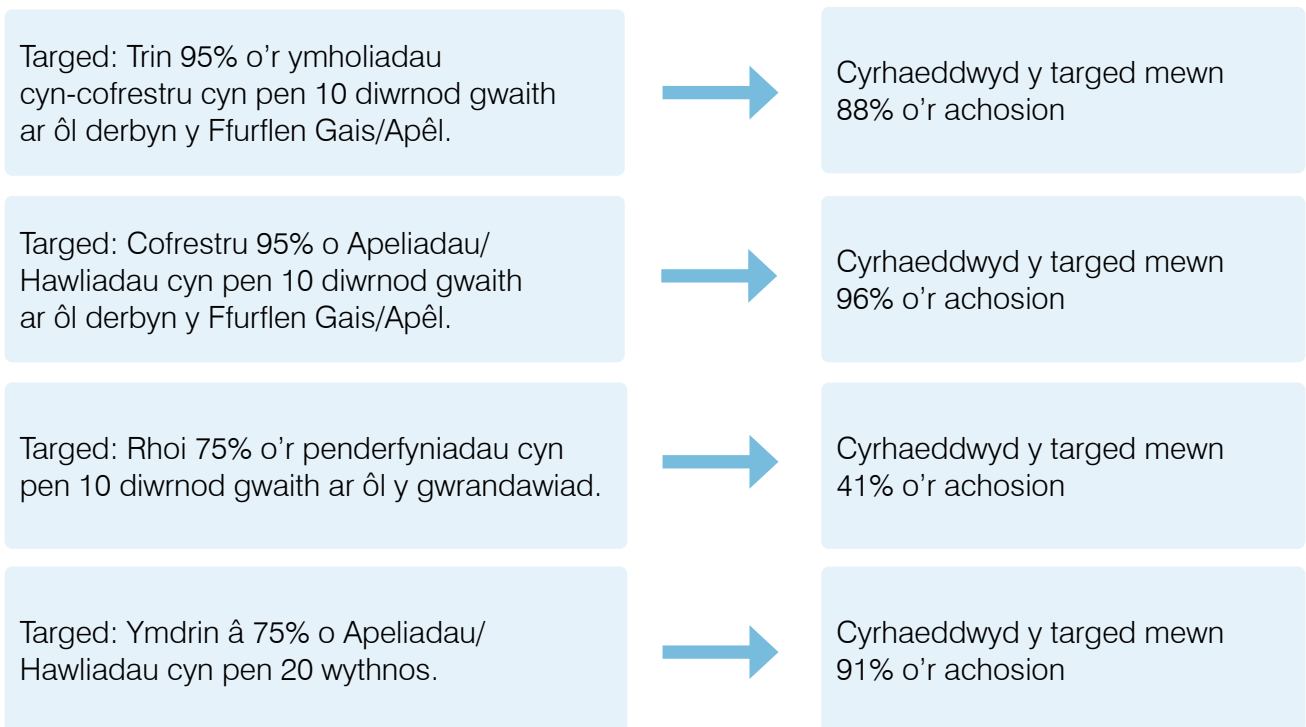 Targed: Trin 95% o’r ymholiadau
cyn-cofrestru cyn pen 10 diwrnod gwaith
ar ôl derbyn y Ffurflen Gais/Apêl.
Cyrhaeddwyd y targed mewn
88% o’r achosion
Targed: Cofrestru 95% o Apeliadau/
Hawliadau cyn pen 10 diwrnod gwaith
ar ôl derbyn y Ffurflen Gais/Apêl.
Cyrhaeddwyd y targed mewn
96% o’r achosion
Targed: Rhoi 75% o’r penderfyniadau cyn
pen 10 diwrnod gwaith ar ôl y gwrandawiad.
Cyrhaeddwyd y targed mewn
41% o’r achosion
Targed: Ymdrin â 75% o Apeliadau/
Hawliadau cyn pen 20 wythnos.
Cyrhaeddwyd y targed mewn
91% o’r achosion